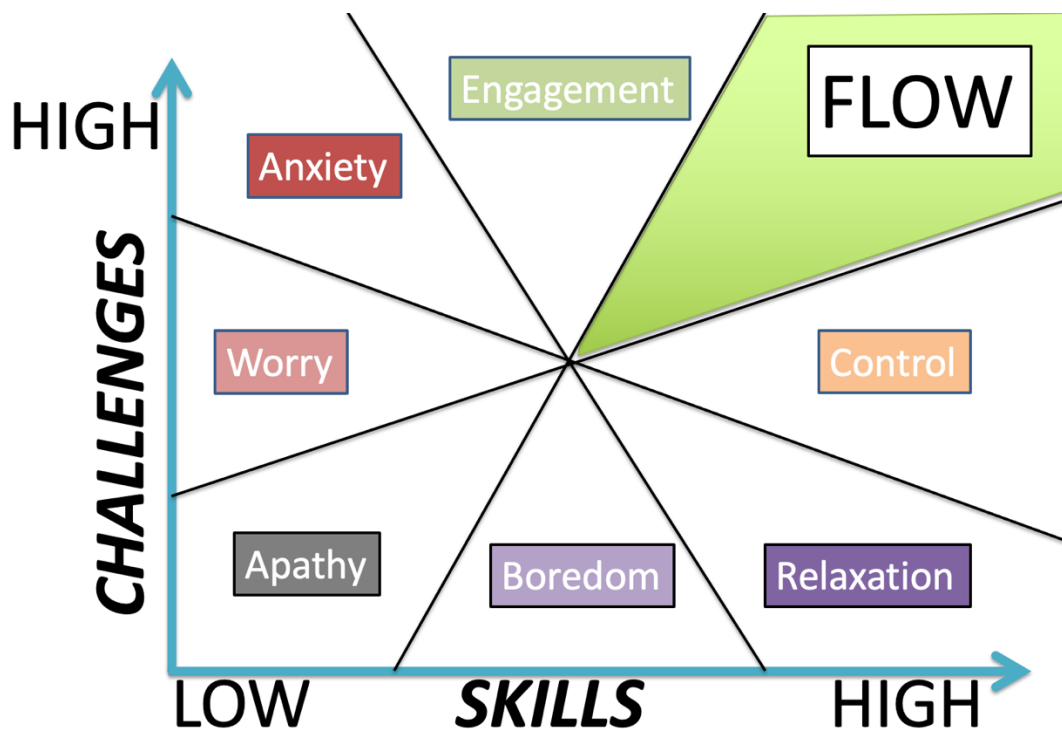 Engagement
FLOW
HIGH
Anxiety
CHALLENGES
Worry
Control
Apathy
Boredom
Relaxation
LOW
SKILLS
HIGH